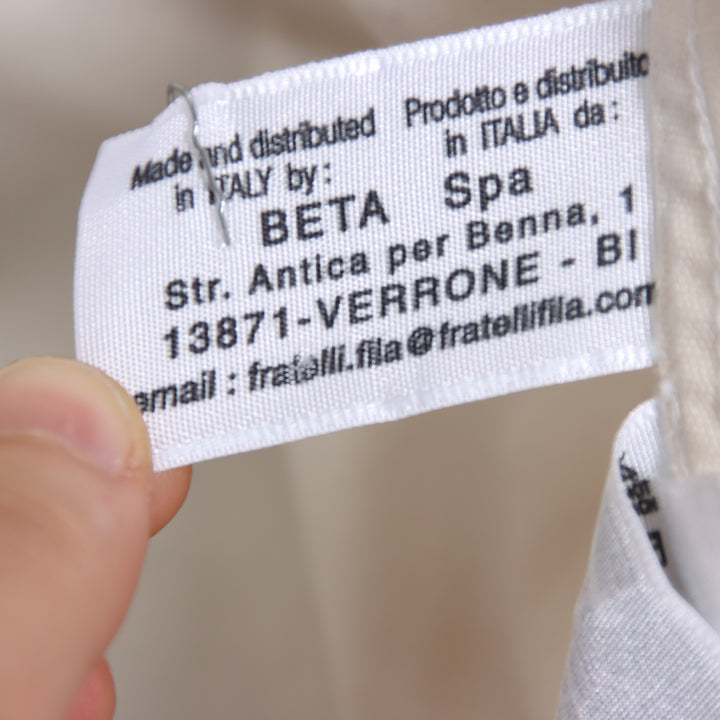 Made and distributed Prodotto e distribuito
in ITALY by: in ITALIA da:
BETA Spa
Str. Antica per Benna, 1
13871-VERRONE - BI
email : fratelli.fila@fratellifila.com